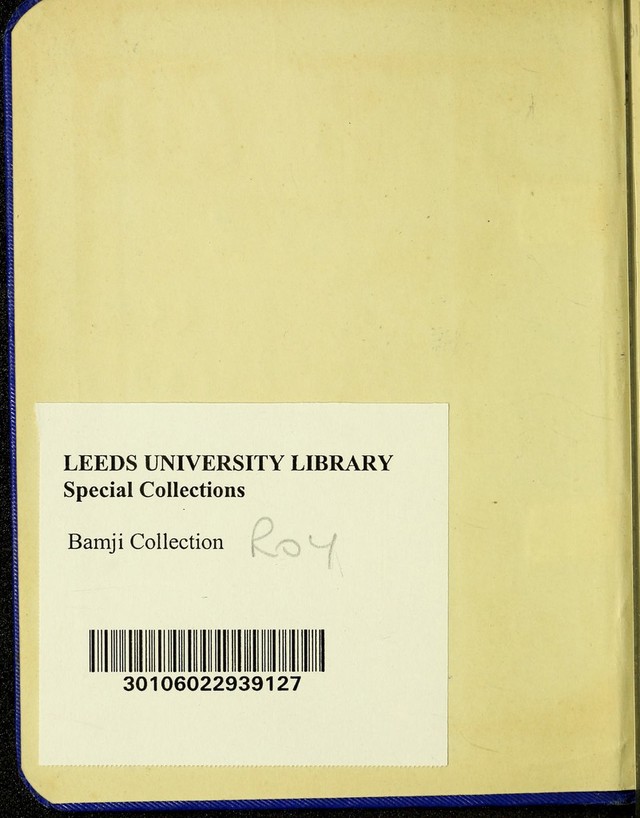 LEEDS UNIVERSITY LIBRARY
Special Collections
Bamji Collection ROY
30106022939127